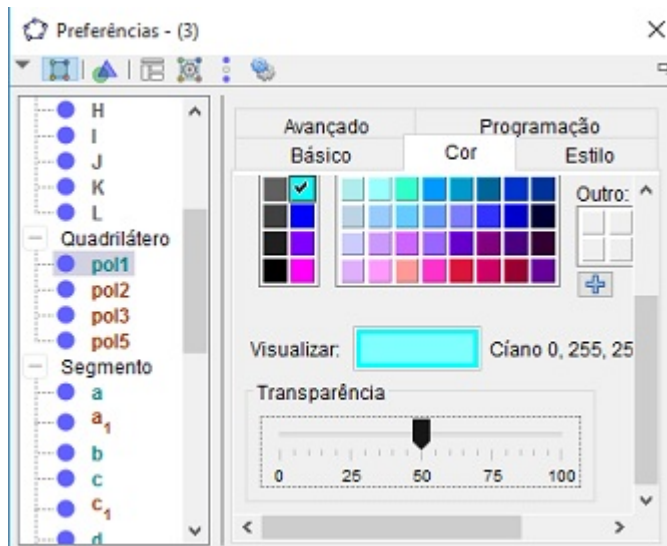 Preferências - (3)
H
I
J
K
L
Quadrilátero
pol1
pol2
pol3
pol5
Segmento
a
a₁
b
c
c₁
d
Avançado
Programação
Básico
Cor
Estilo
Outro:
Visualizar:
Cíano 0, 255, 25
Transparência
0 25 50 75 100